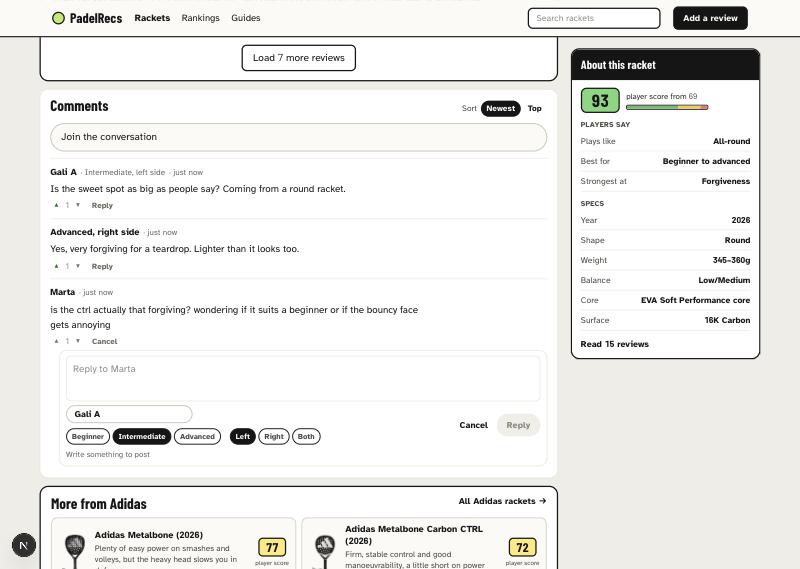 PadelRecs
Rackets
Rankings
Guides
Search rackets
Add a review
Load 7 more reviews
Comments
Sort
Newest
Top
Join the conversation
Gali A · Intermediate, left side · just now
Is the sweet spot as big as people say? Coming from a round racket.
▲ 1 ▼ Reply
Advanced, right side · just now
Yes, very forgiving for a teardrop. Lighter than it looks too.
▲ 1 ▼ Reply
Marta · just now
is the ctrl actually that forgiving? wondering if it suits a beginner or if the bouncy face
gets annoying
▲ 1 ▼ Cancel
Reply to Marta
Gali A
Beginner
Intermediate
Advanced
Left
Right
Both
Write something to post
Cancel
Reply
More from Adidas
All Adidas rackets →
Adidas Metalbone (2026)
Plenty of easy power on smashes and
volleys, but the heavy head slows you in
77
player score
Adidas Metalbone Carbon CTRL
(2026)
Firm, stable control and good
manoeuvrability, a little short on power
72
player score
About this racket
93
player score from 69
PLAYERS SAY
Plays like All-round
Best for Beginner to advanced
Strongest at Forgiveness
SPECS
Year 2026
Shape Round
Weight 345–360g
Balance Low/Medium
Core EVA Soft Performance core
Surface 16K Carbon
Read 15 reviews
N